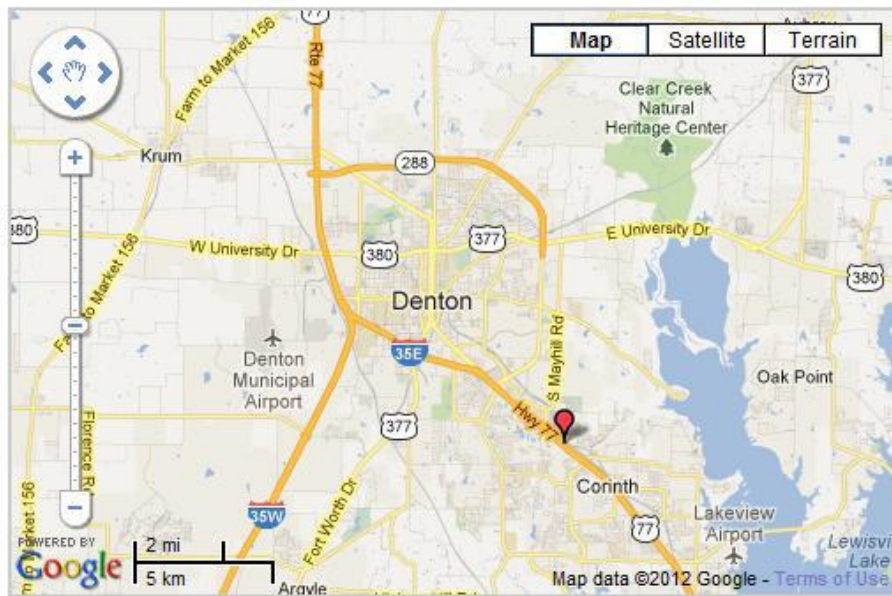 77
Farm to Market 156
Rte 77
Map
Satellite
Terrain
377
Clear Creek
Natural
Heritage Center
Krum
288
380
W University Dr
380
377
E University Dr
380
Denton
35E
S Mayhill Rd
Denton
Municipal
Airport
Oak Point
Farm to Market 156
Florence Rd
377
Hwy 77
Corinth
35W
Fort Worth Dr
77
Lakeview
Airport
Lewisvi
Lake
POWERED BY
Google
2 mi
5 km
Argyle
Map data ©2012 Google - Terms of Use